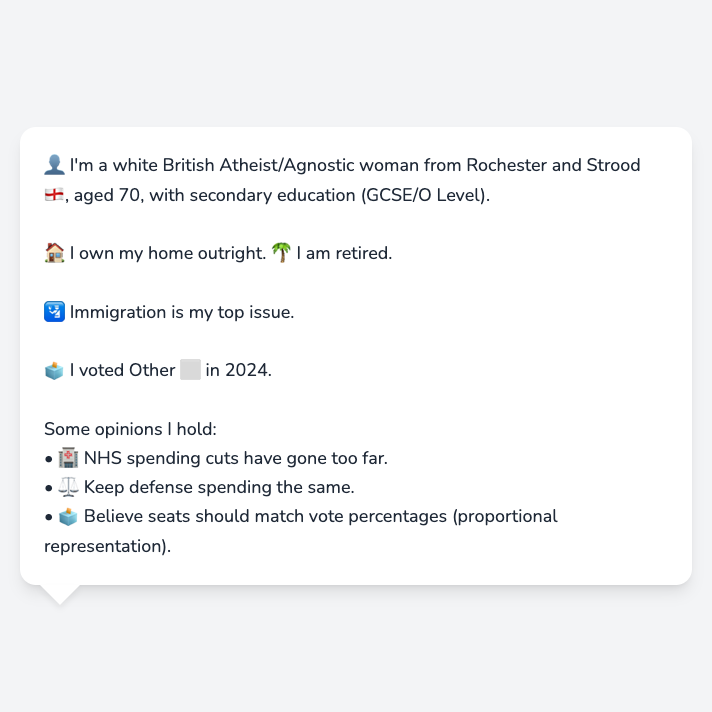 👤 I'm a white British Atheist/Agnostic woman from Rochester and Strood
🏴󠁧󠁢󠁥󠁮󠁧󠁿, aged 70, with secondary education (GCSE/O Level).
🏠 I own my home outright. 🌴 I am retired.
🛂 Immigration is my top issue.
🗳️ I voted Other ⬜ in 2024.
Some opinions I hold:
• 🏥 NHS spending cuts have gone too far.
• ⚖️ Keep defense spending the same.
• 🗳️ Believe seats should match vote percentages (proportional
representation).